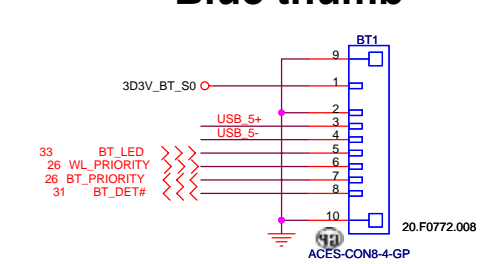 Blue thumb
BT1
9
3D3V_BT_S0
1
2
USB_5+
3
USB_5-
4
33 BT_LED
5
26 WL_PRIORITY
6
26 BT_PRIORITY
7
31 BT_DET#
8
10
20.F0772.008
ACES-CON8-4-GP